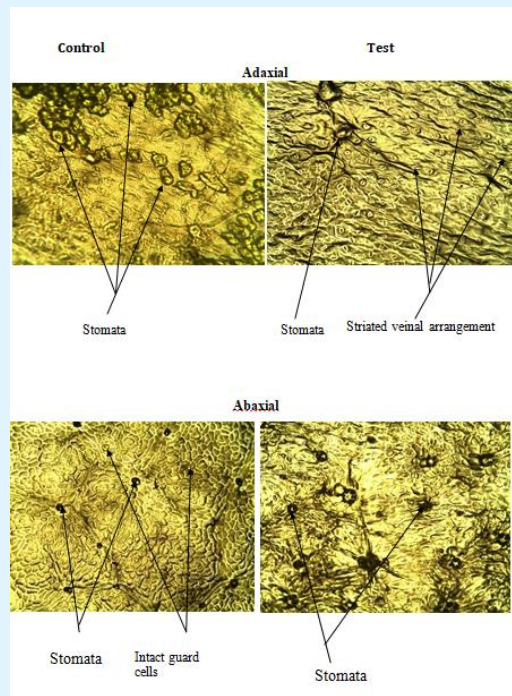 Control Test
Adaxial
Stomata Stomata Striated veinal arrangement
Abaxial
Stomata Intact guard
cells
Stomata